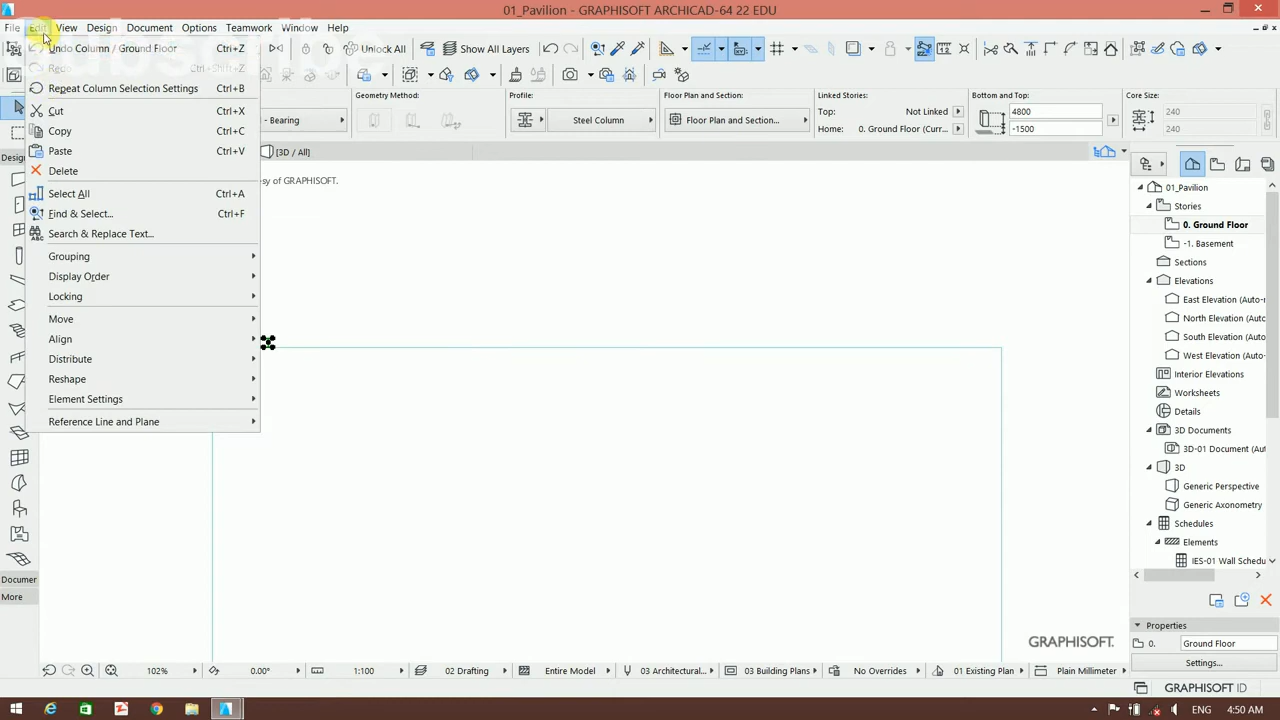 01_Pavilion - GRAPHISOFT ARCHICAD-64 22 EDU
File Edit View Design Document Options Teamwork Window Help
Undo Column / Ground Floor Ctrl+Z
Redo Ctrl+Shift+Z
Repeat Column Selection Settings Ctrl+B
Cut Ctrl+X
Copy Ctrl+C
Paste Ctrl+V
Delete
Select All Ctrl+A
Find & Select... Ctrl+F
Search & Replace Text...
Grouping
Display Order
Locking
Move
Align
Distribute
Reshape
Element Settings
Reference Line and Plane
Unlock All
Show All Layers
- Bearing
Geometry Method:
Profile:
Steel Column
Floor Plan and Section:
Floor Plan and Section...
Linked Stories:
Top: Not Linked
Home: 0. Ground Floor (Curr...
Bottom and Top:
4800
-1500
Core Size:
240
240
[3D / All]
esy of GRAPHISOFT.
Desig
Docume
More
01_Pavilion
Stories
0. Ground Floor
-1. Basement
Sections
Elevations
East Elevation (Auto-
North Elevation (Aut
South Elevation (Aut
West Elevation (Auto
Interior Elevations
Worksheets
Details
3D Documents
3D-01 Document (Au
3D
Generic Perspective
Generic Axonometry
Schedules
Elements
IES-01 Wall Schedu
Properties
0. Ground Floor
Settings...
GRAPHISOFT.
102% 0.00° 1:100 02 Drafting Entire Model 03 Architectural... 03 Building Plans No Overrides 01 Existing Plan Plain Millimeter
GRAPHISOFT ID
ENG 4:50 AM